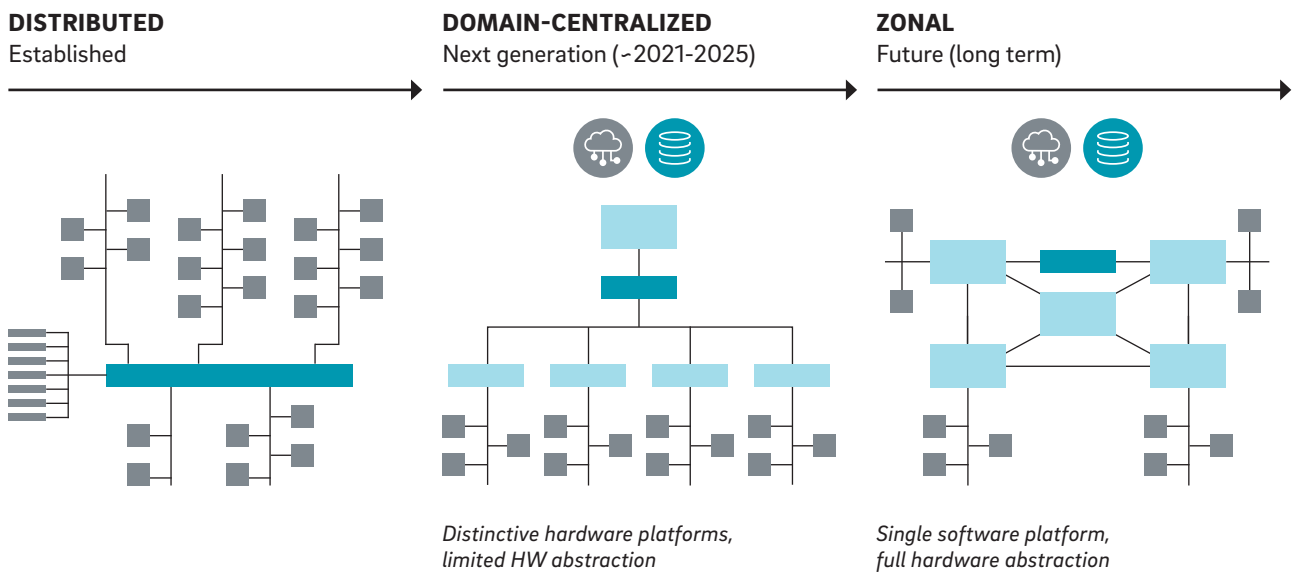 DISTRIBUTED
Established
DOMAIN-CENTRALIZED
Next generation (~2021-2025)
ZONAL
Future (long term)
Distinctive hardware platforms,
limited HW abstraction
Single software platform,
full hardware abstraction